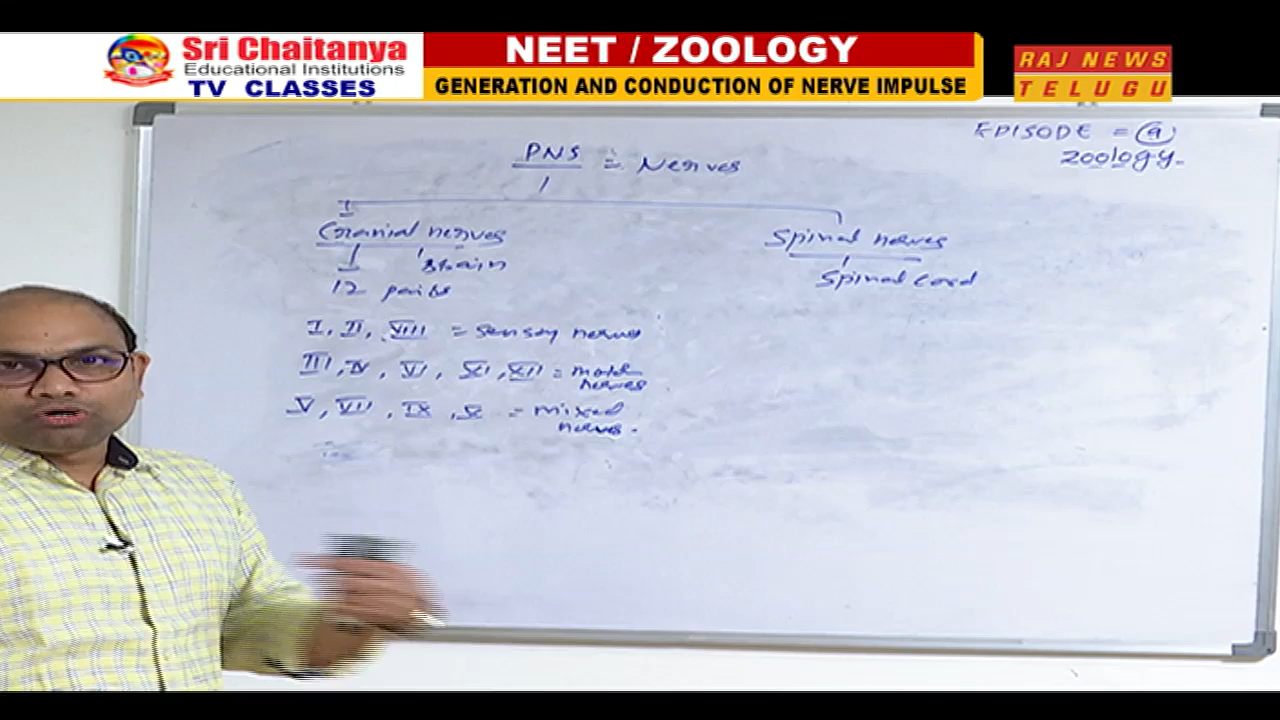 Sri Chaitanya
Educational Institutions
TV CLASSES
NEET / ZOOLOGY
GENERATION AND CONDUCTION OF NERVE IMPULSE
RAJ NEWS
TELUGU
EPISODE = 9
Zoology
PNS = Nerves
Cranial nerves
Brain
12 pairs
Spinal nerves
Spinal cord
I, II, VIII = sensory nerves
III, IV, VI, XI, XII = motor
nerves
V, VII, IX, X = mixed
nerves.